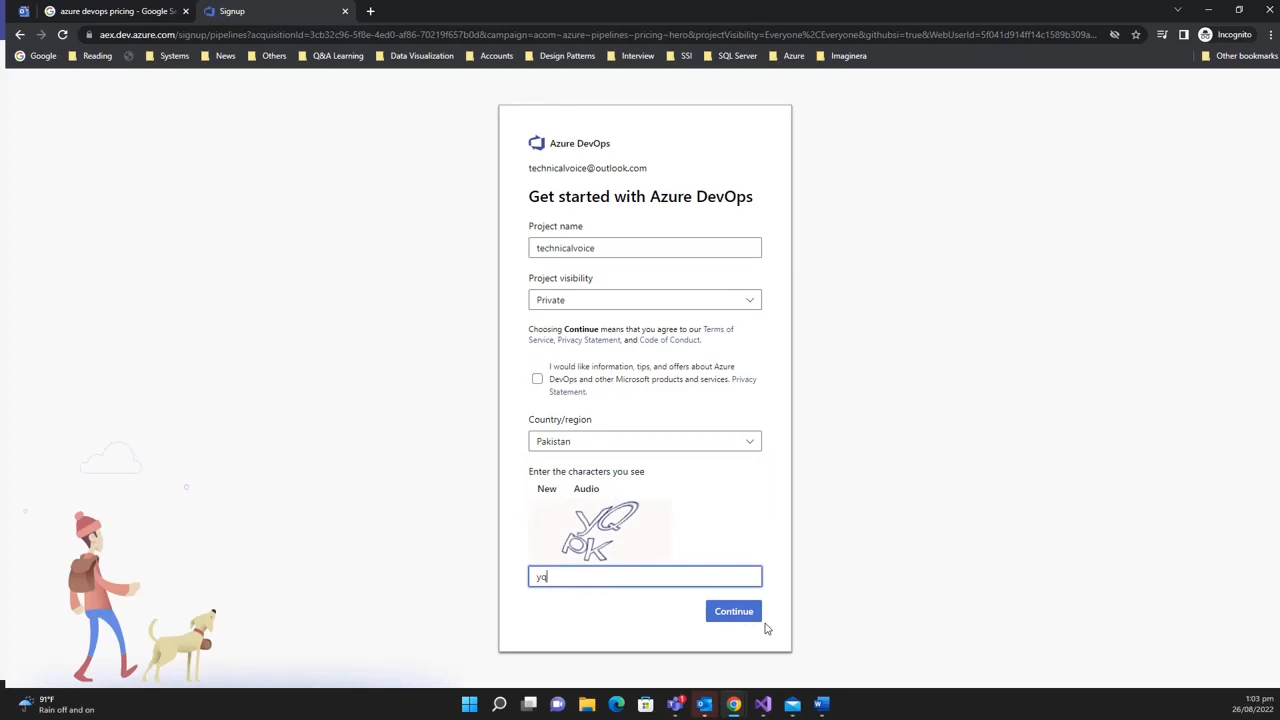 azure devops pricing - Google Se
Signup
Incognito
aex.dev.azure.com/signup/pipelines?acquisitionId=3cb32c96-5f8e-4ed0-af86-70219f657b0d&campaign=acom~azure~pipelines~pricing~hero&projectVisibility=Everyone%2CEveryone&githubsi=true&WebUserId=5f041d914ff14c1589b309a...
Google Reading Systems News Others Q&A Learning Data Visualization Accounts Design Patterns Interview SSI SQL Server Azure Imaginera Other bookmarks
Azure DevOps
technicalvoice@outlook.com
Get started with Azure DevOps
Project name
technicalvoice
Project visibility
Private
Choosing Continue means that you agree to our Terms of
Service, Privacy Statement, and Code of Conduct.
I would like information, tips, and offers about Azure
DevOps and other Microsoft products and services. Privacy
Statement.
Country/region
Pakistan
Enter the characters you see
New Audio
yQ
pK
yq
Continue
91°F
Rain off and on
1:03 pm
26/08/2022